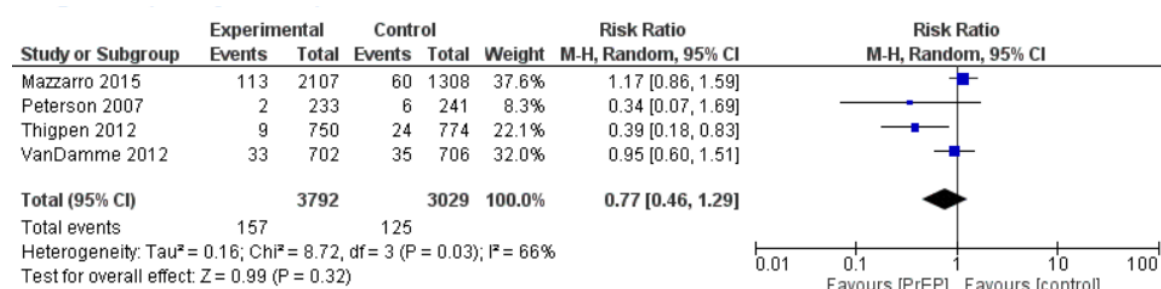 Experimental Control Risk Ratio Risk Ratio
Study or Subgroup Events Total Events Total Weight M-H, Random, 95% CI M-H, Random, 95% CI
Mazzarro 2015 113 2107 60 1308 37.6% 1.17 [0.86, 1.59]
Peterson 2007 2 233 6 241 8.3% 0.34 [0.07, 1.69]
Thigpen 2012 9 750 24 774 22.1% 0.39 [0.18, 0.83]
VanDamme 2012 33 702 35 706 32.0% 0.95 [0.60, 1.51]
Total (95% CI) 3792 3029 100.0% 0.77 [0.46, 1.29]
Total events 157 125
Heterogeneity: Tau² = 0.16; Chi² = 8.72, df = 3 (P = 0.03); I² = 66%
Test for overall effect: Z = 0.99 (P = 0.32)
0.01 0.1 1 10 100
Favours [PrEP] Favours [control]